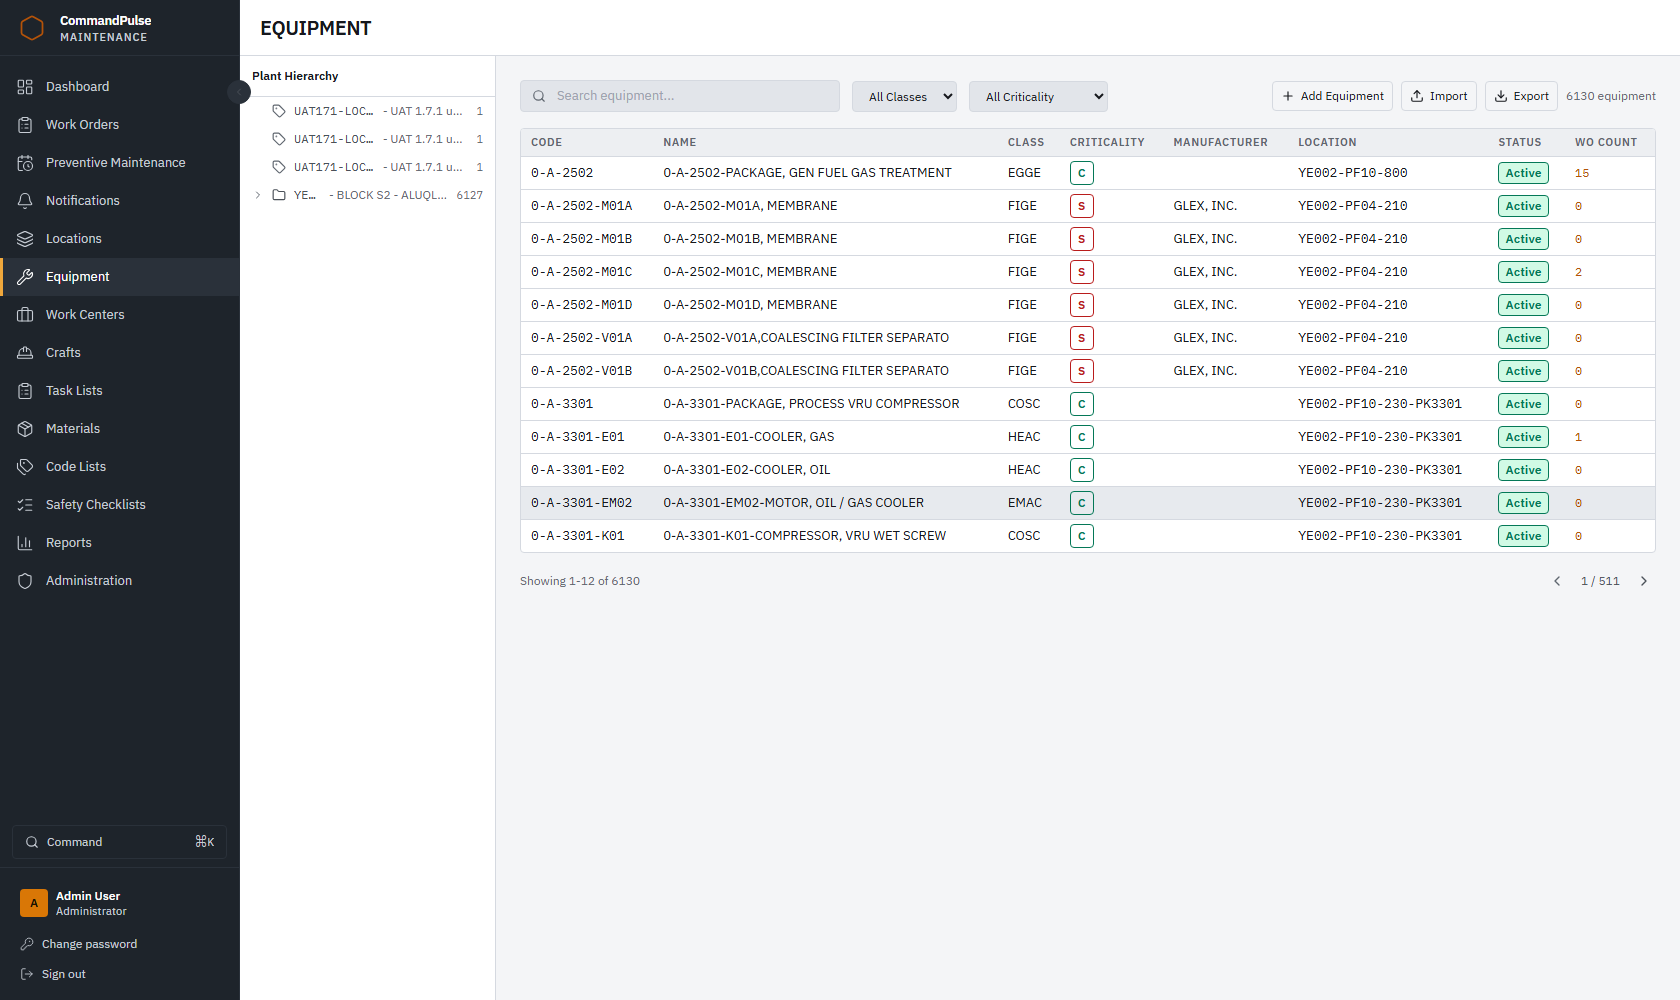 CommandPulse
MAINTENANCE
Dashboard
Work Orders
Preventive Maintenance
Notifications
Locations
Equipment
Work Centers
Crafts
Task Lists
Materials
Code Lists
Safety Checklists
Reports
Administration
Command ⌘K
A
Admin User
Administrator
Change password
Sign out
EQUIPMENT
Plant Hierarchy
UAT171-LOC… - UAT 1.7.1 u… 1
UAT171-LOC… - UAT 1.7.1 u… 1
UAT171-LOC… - UAT 1.7.1 u… 1
YE… - BLOCK S2 - ALUQL… 6127
Search equipment... All Classes All Criticality Add Equipment Import Export 6130 equipment
CODE NAME CLASS CRITICALITY MANUFACTURER LOCATION STATUS WO COUNT
0-A-2502 0-A-2502-PACKAGE, GEN FUEL GAS TREATMENT EGGE C YE002-PF10-800 Active 15
0-A-2502-M01A 0-A-2502-M01A, MEMBRANE FIGE S GLEX, INC. YE002-PF04-210 Active 0
0-A-2502-M01B 0-A-2502-M01B, MEMBRANE FIGE S GLEX, INC. YE002-PF04-210 Active 0
0-A-2502-M01C 0-A-2502-M01C, MEMBRANE FIGE S GLEX, INC. YE002-PF04-210 Active 2
0-A-2502-M01D 0-A-2502-M01D, MEMBRANE FIGE S GLEX, INC. YE002-PF04-210 Active 0
0-A-2502-V01A 0-A-2502-V01A,COALESCING FILTER SEPARATO FIGE S GLEX, INC. YE002-PF04-210 Active 0
0-A-2502-V01B 0-A-2502-V01B,COALESCING FILTER SEPARATO FIGE S GLEX, INC. YE002-PF04-210 Active 0
0-A-3301 0-A-3301-PACKAGE, PROCESS VRU COMPRESSOR COSC C YE002-PF10-230-PK3301 Active 0
0-A-3301-E01 0-A-3301-E01-COOLER, GAS HEAC C YE002-PF10-230-PK3301 Active 1
0-A-3301-E02 0-A-3301-E02-COOLER, OIL HEAC C YE002-PF10-230-PK3301 Active 0
0-A-3301-EM02 0-A-3301-EM02-MOTOR, OIL / GAS COOLER EMAC C YE002-PF10-230-PK3301 Active 0
0-A-3301-K01 0-A-3301-K01-COMPRESSOR, VRU WET SCREW COSC C YE002-PF10-230-PK3301 Active 0
Showing 1-12 of 6130 1 / 511